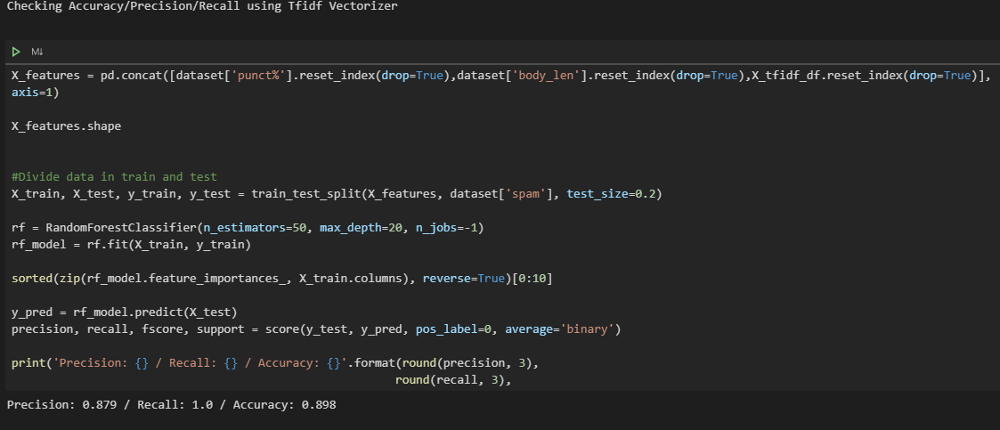 Checking Accuracy/Precision/Recall using Tfidf Vectorizer
M↓
X_features = pd.concat([dataset['punct%'].reset_index(drop=True),dataset['body_len'].reset_index(drop=True),X_tfidf_df.reset_index(drop=True)],
axis=1)
X_features.shape
#Divide data in train and test
X_train, X_test, y_train, y_test = train_test_split(X_features, dataset['spam'], test_size=0.2)
rf = RandomForestClassifier(n_estimators=50, max_depth=20, n_jobs=-1)
rf_model = rf.fit(X_train, y_train)
sorted(zip(rf_model.feature_importances_, X_train.columns), reverse=True)[0:10]
y_pred = rf_model.predict(X_test)
precision, recall, fscore, support = score(y_test, y_pred, pos_label=0, average='binary')
print('Precision: {} / Recall: {} / Accuracy: {}'.format(round(precision, 3),
round(recall, 3),
Precision: 0.879 / Recall: 1.0 / Accuracy: 0.898